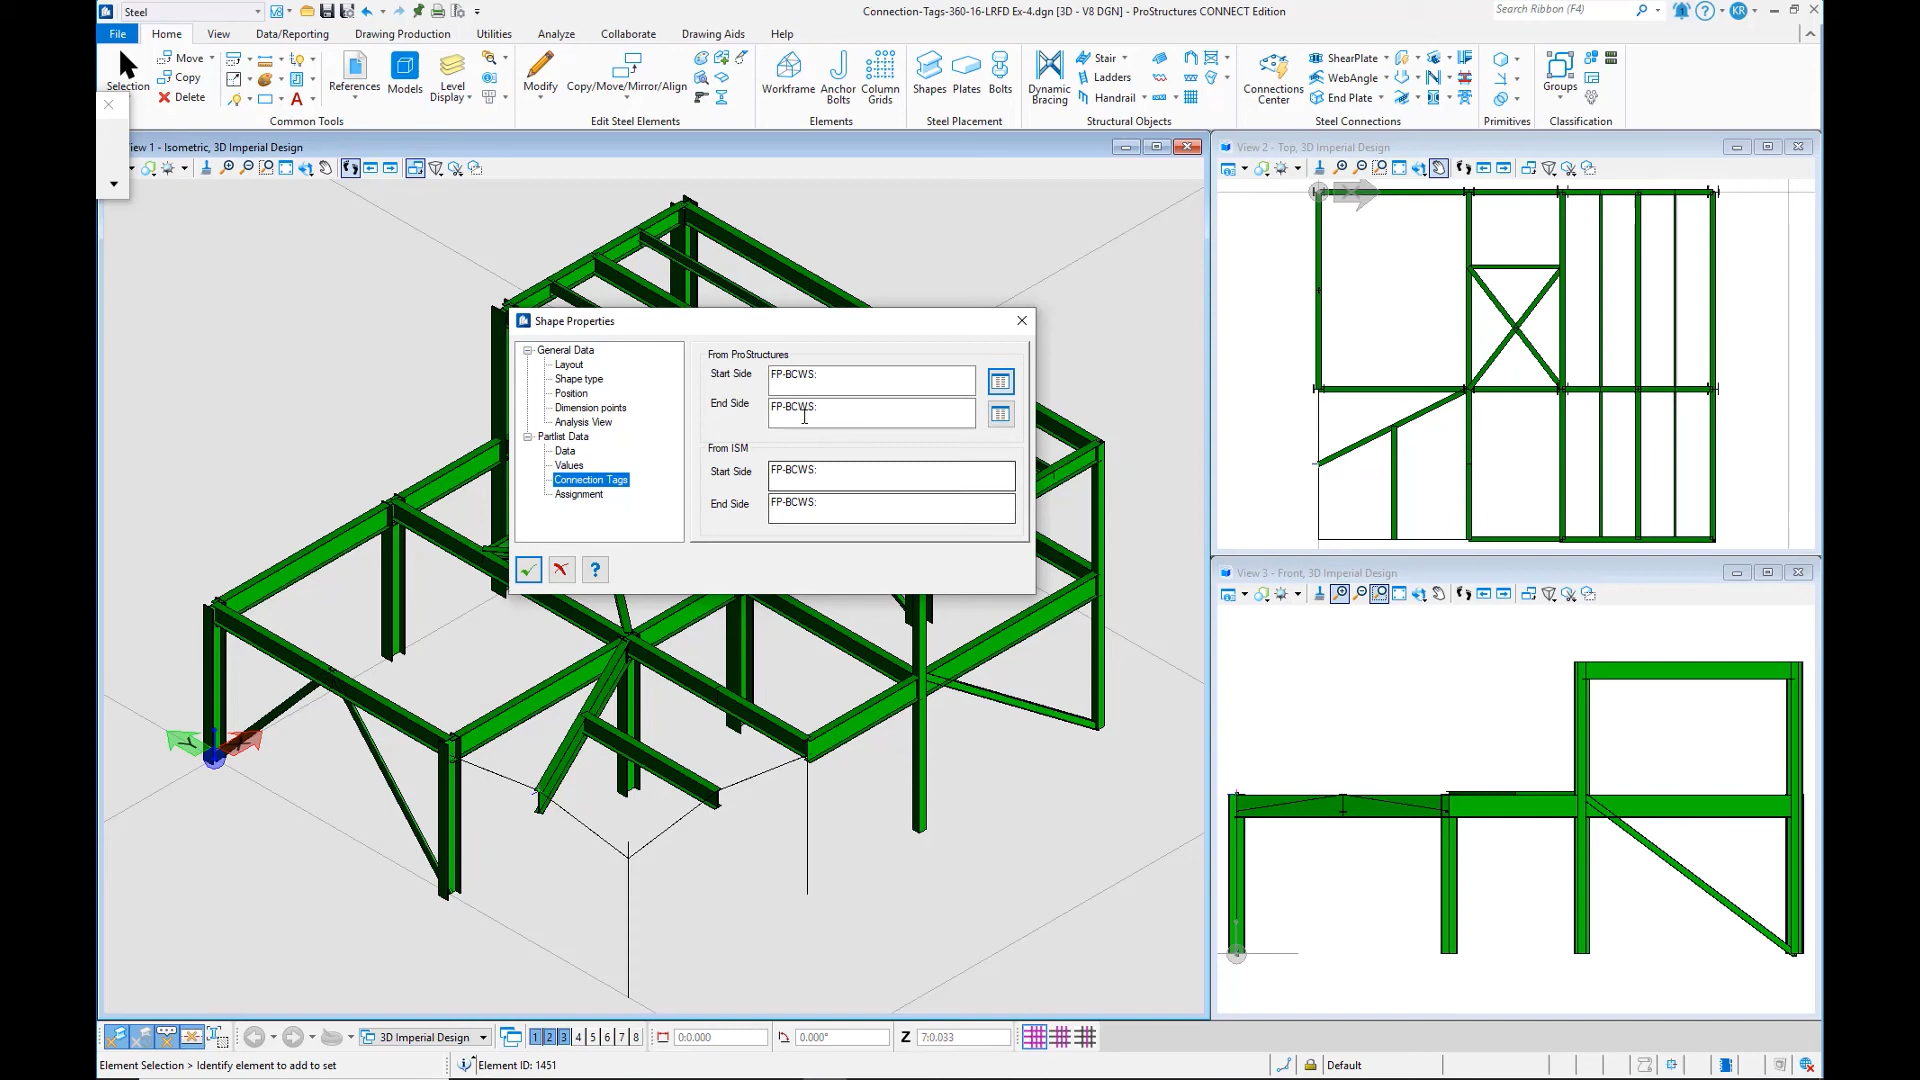 Steel
Connection-Tags-360-16-LRFD Ex-4.dgn [3D - V8 DGN] - ProStructures CONNECT Edition
Search Ribbon (F4)
KR
File
Home
View
Data/Reporting
Drawing Production
Utilities
Analyze
Collaborate
Drawing Aids
Help
Selection
Move
Copy
Delete
Common Tools
References
Models
Level Display
Modify
Copy/Move/Mirror/Align
Edit Steel Elements
Workframe
Anchor Bolts
Column Grids
Elements
Shapes
Plates
Bolts
Steel Placement
Dynamic Bracing
Stair
Ladders
Handrail
Structural Objects
Connections Center
ShearPlate
WebAngle
End Plate
Steel Connections
Primitives
Groups
Classification
iew 1 - Isometric, 3D Imperial Design
View 2 - Top, 3D Imperial Design
View 3 - Front, 3D Imperial Design
Shape Properties
General Data
Layout
Shape type
Position
Dimension points
Analysis View
Partlist Data
Data
Values
Connection Tags
Assignment
From ProStructures
Start Side
FP-BCWS:
End Side
FP-BCWS:
From ISM
Start Side
FP-BCWS:
End Side
FP-BCWS:
Y
X
3D Imperial Design
1 2 3 4 5 6 7 8
0:0.000
0.000°
Z
7:0.033
Element Selection > Identify element to add to set
Element ID: 1451
Default